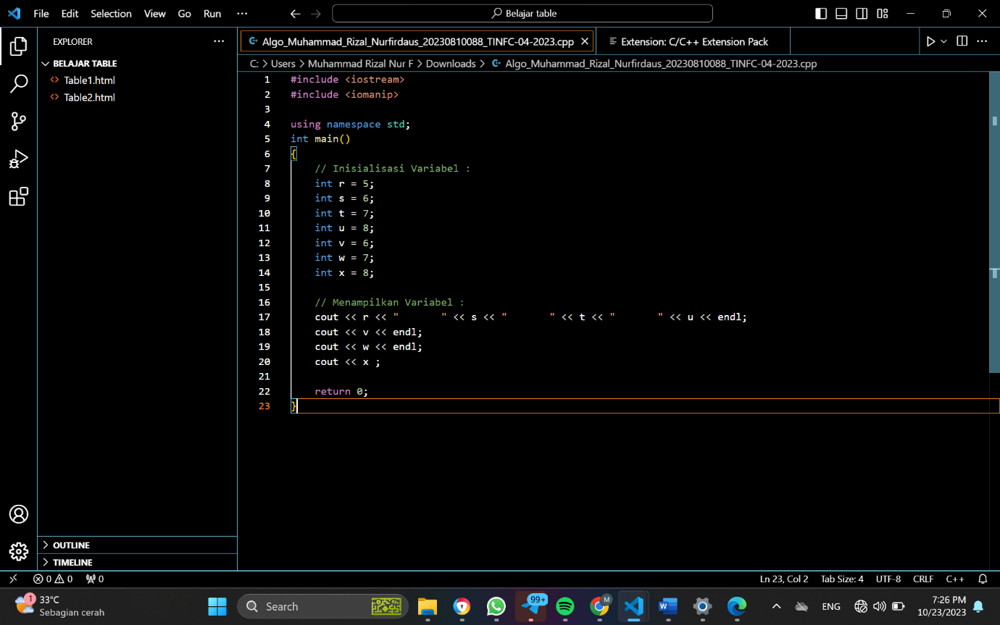 File Edit Selection View Go Run ··· Belajar table
EXPLORER ···
BELAJAR TABLE
<> Table1.html
<> Table2.html
OUTLINE
TIMELINE
Algo_Muhammad_Rizal_Nurfirdaus_20230810088_TINFC-04-2023.cpp Extension: C/C++ Extension Pack
C: > Users > Muhammad Rizal Nur F > Downloads > Algo_Muhammad_Rizal_Nurfirdaus_20230810088_TINFC-04-2023.cpp
1 #include <iostream>
2 #include <iomanip>
3
4 using namespace std;
5 int main()
6 {
7     // Inisialisasi Variabel :
8     int r = 5;
9     int s = 6;
10     int t = 7;
11     int u = 8;
12     int v = 6;
13     int w = 7;
14     int x = 8;
15
16     // Menampilkan Variabel :
17     cout << r << "       " << s << "       " << t << "       " << u << endl;
18     cout << v << endl;
19     cout << w << endl;
20     cout << x ;
21
22     return 0;
23 }
0 0 0 Ln 23, Col 2 Tab Size: 4 UTF-8 CRLF C++
1 33°C
Sebagian cerah
Search 99+ M W ENG
7:26 PM
10/23/2023